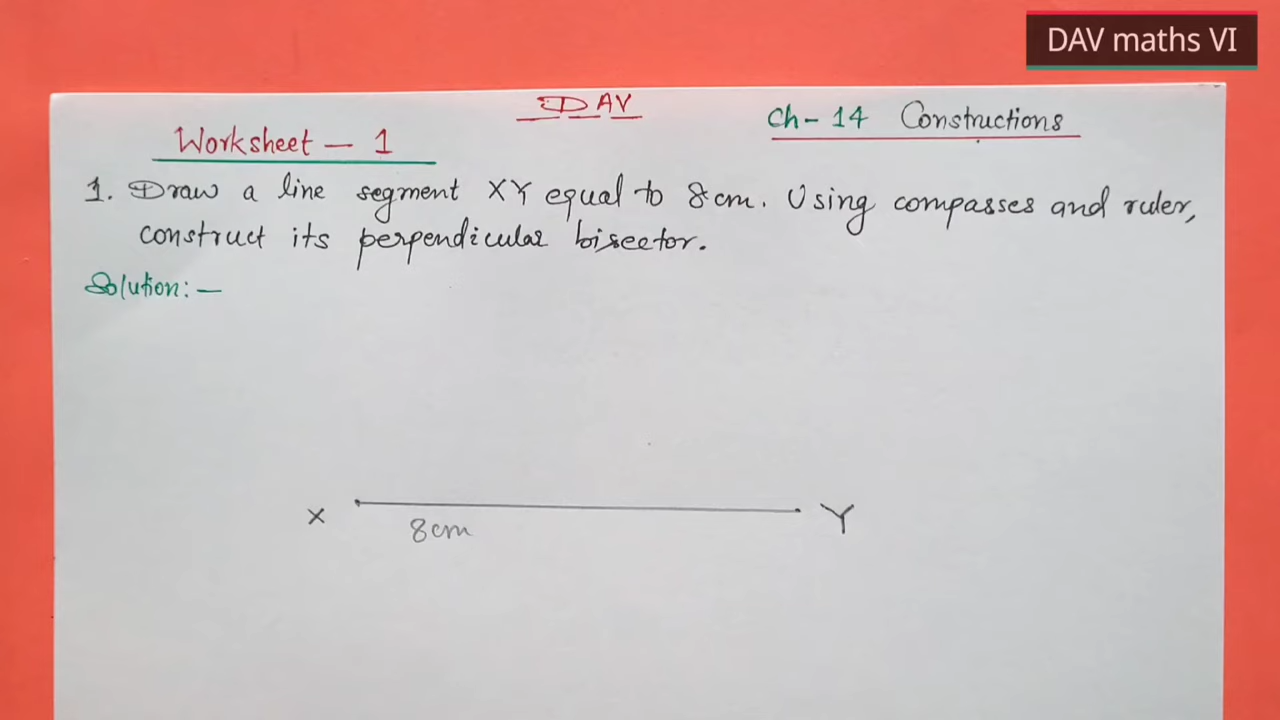 DAV maths VI
DAV
Ch- 14 Constructions
Worksheet - 1
1. Draw a line segment XY equal to 8cm. Using compasses and ruler,
construct its perpendicular bisector.
Solution:-
X Y
8cm